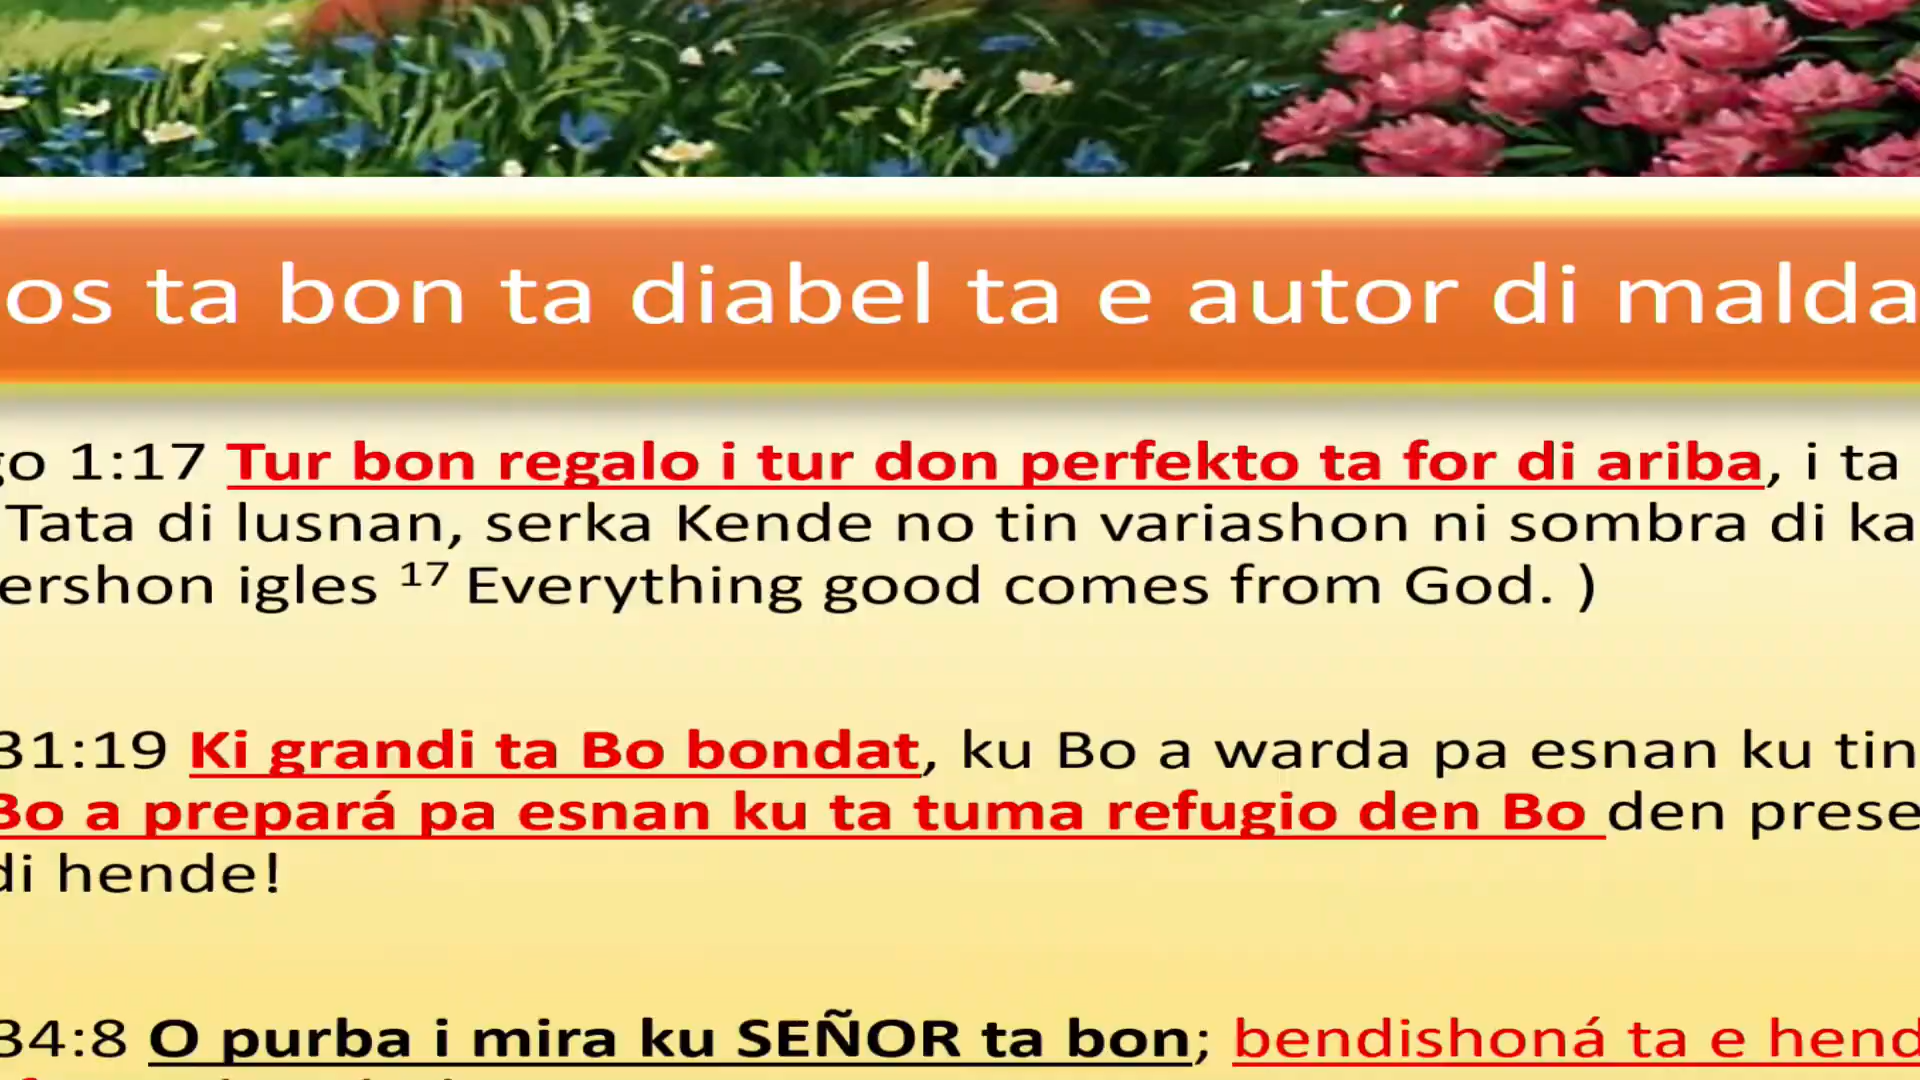 os ta bon ta diabel ta e autor di malda
go 1:17 Tur bon regalo i tur don perfekto ta for di ariba, i ta
Tata di lusnan, serka Kende no tin variashon ni sombra di ka
ershon igles 17 Everything good comes from God. )
31:19 Ki grandi ta Bo bondat, ku Bo a warda pa esnan ku tin
Bo a prepará pa esnan ku ta tuma refugio den Bo den prese
di hende!
34:8 O purba i mira ku SEÑOR ta bon; bendishoná ta e hend